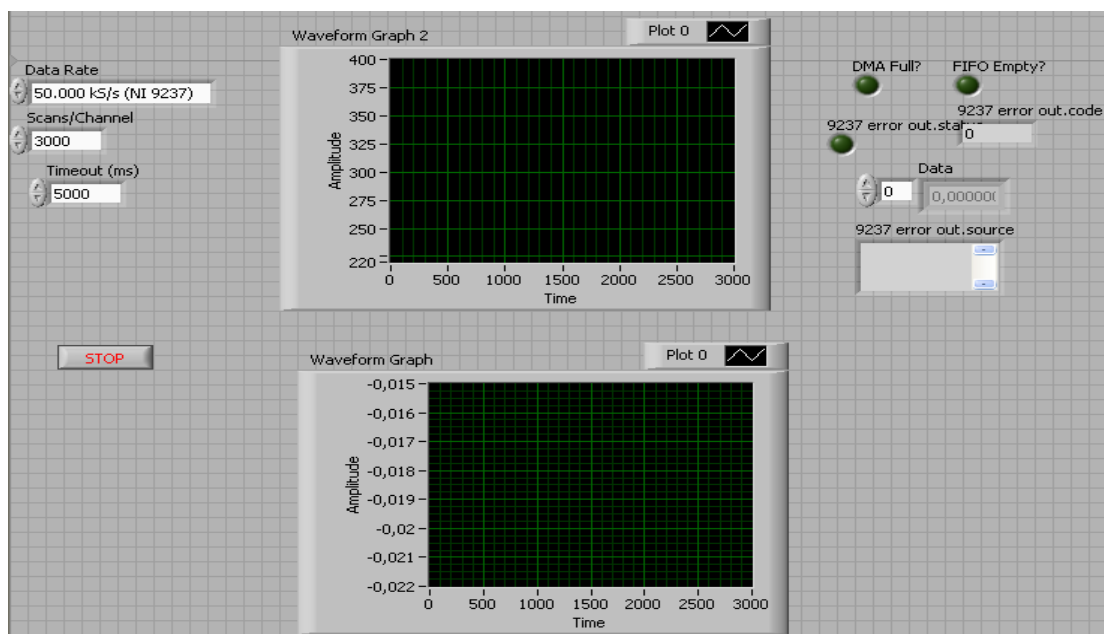 Data Rate
50.000 kS/s (NI 9237)
Scans/Channel
3000
Timeout (ms)
5000
STOP
Waveform Graph 2
Plot 0
Amplitude
400
375
350
325
300
275
250
220
0 500 1000 1500 2000 2500 3000
Time
DMA Full? FIFO Empty?
9237 error out.code
0
9237 error out.status
Data
0 0,000000
9237 error out.source
Waveform Graph
Plot 0
Amplitude
-0,015
-0,016
-0,017
-0,018
-0,019
-0,02
-0,021
-0,022
0 500 1000 1500 2000 2500 3000
Time